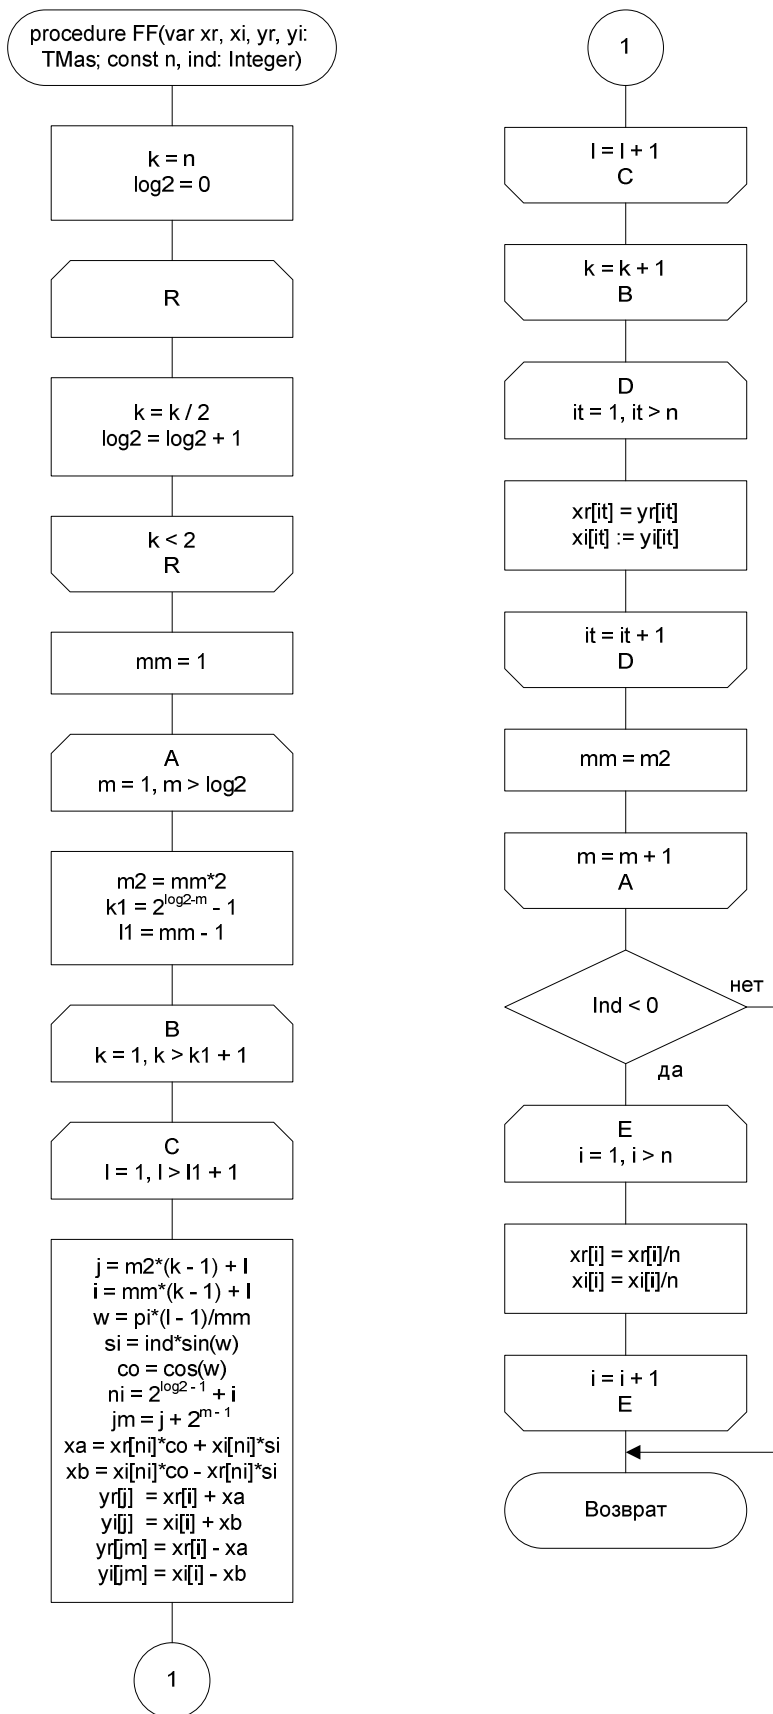 procedure FF(var xr, xi, yr, yi:
TMas; const n, ind: Integer)
k = n
log2 = 0
R
k = k / 2
log2 = log2 + 1
k < 2
R
mm = 1
A
m = 1, m > log2
m2 = mm*2
k1 = 2^log2-m - 1
l1 = mm - 1
B
k = 1, k > k1 + 1
C
l = 1, l > l1 + 1
j = m2*(k - 1) + l
i = mm*(k - 1) + l
w = pi*(l - 1)/mm
si = ind*sin(w)
co = cos(w)
ni = 2^log2 - 1 + i
jm = j + 2^m - 1
xa = xr[ni]*co + xi[ni]*si
xb = xi[ni]*co - xr[ni]*si
yr[j] = xr[i] + xa
yi[j] = xi[i] + xb
yr[jm] = xr[i] - xa
yi[jm] = xi[i] - xb
1
1
l = l + 1
C
k = k + 1
B
D
it = 1, it > n
xr[it] = yr[it]
xi[it] := yi[it]
it = it + 1
D
mm = m2
m = m + 1
A
Ind < 0
нет
да
E
i = 1, i > n
xr[i] = xr[i]/n
xi[i] = xi[i]/n
i = i + 1
E
Возврат